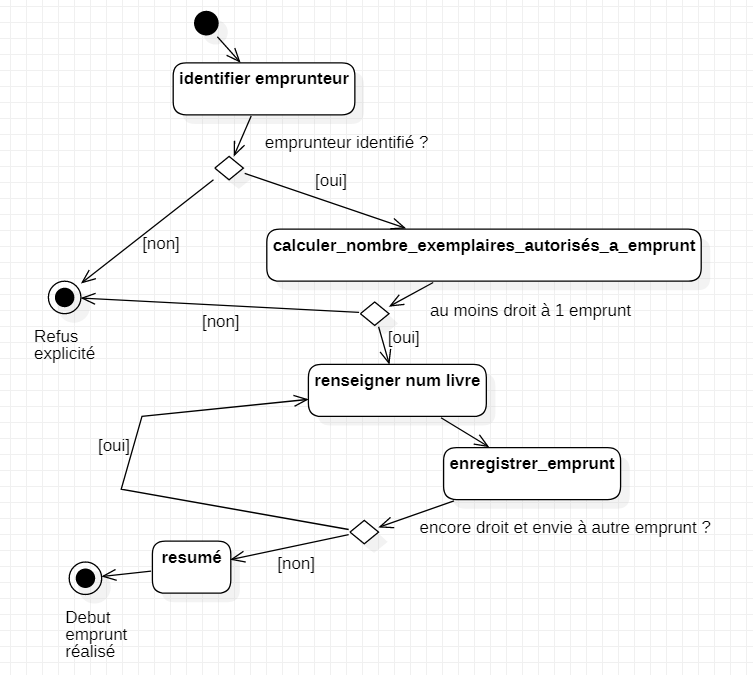 identifier emprunteur
emprunteur identifié ?
[oui]
[non]
calculer_nombre_exemplaires_autorisés_a_emprunt
au moins droit à 1 emprunt
[non]
[oui]
Refus
explicité
renseigner num livre
[oui]
enregistrer_emprunt
encore droit et envie à autre emprunt ?
resumé
[non]
Debut
emprunt
réalisé